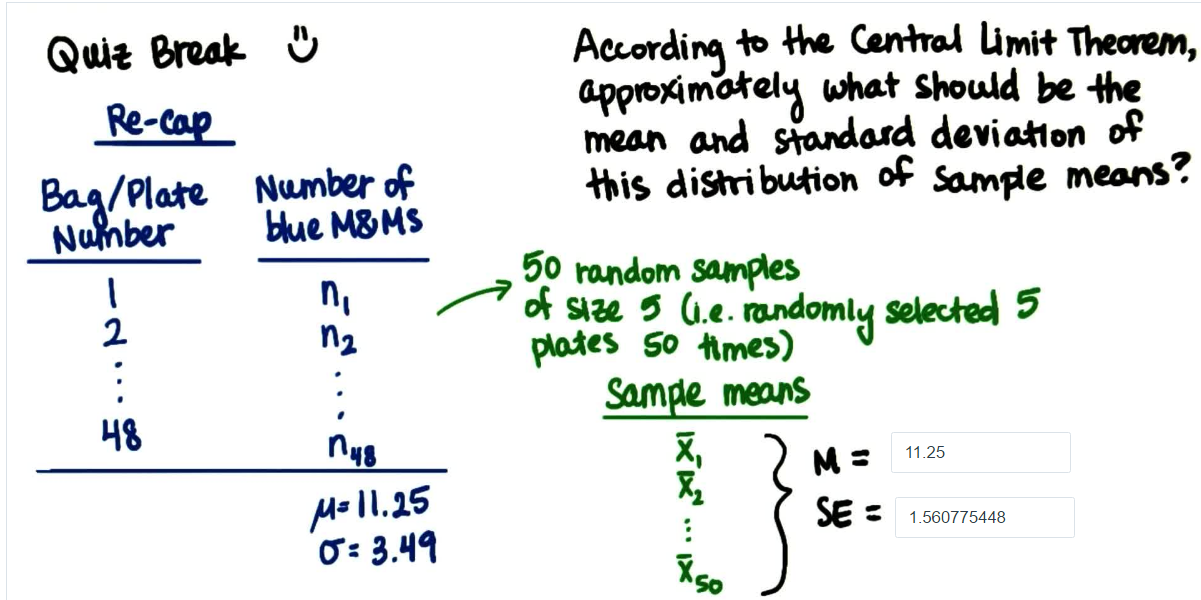 Quiz Break
Re-cap
Bag/Plate Number
Number of blue M&Ms
1 n₁
2 n₂
⋮ ⋮
48 n₄₈
μ = 11.25
σ = 3.49
According to the Central Limit Theorem,
approximately what should be the
mean and standard deviation of
this distribution of sample means?
50 random samples
of size 5 (i.e. randomly selected 5
plates 50 times)
Sample means
x̄₁
x̄₂
⋮
x̄₅₀
M = 11.25
SE = 1.560775448